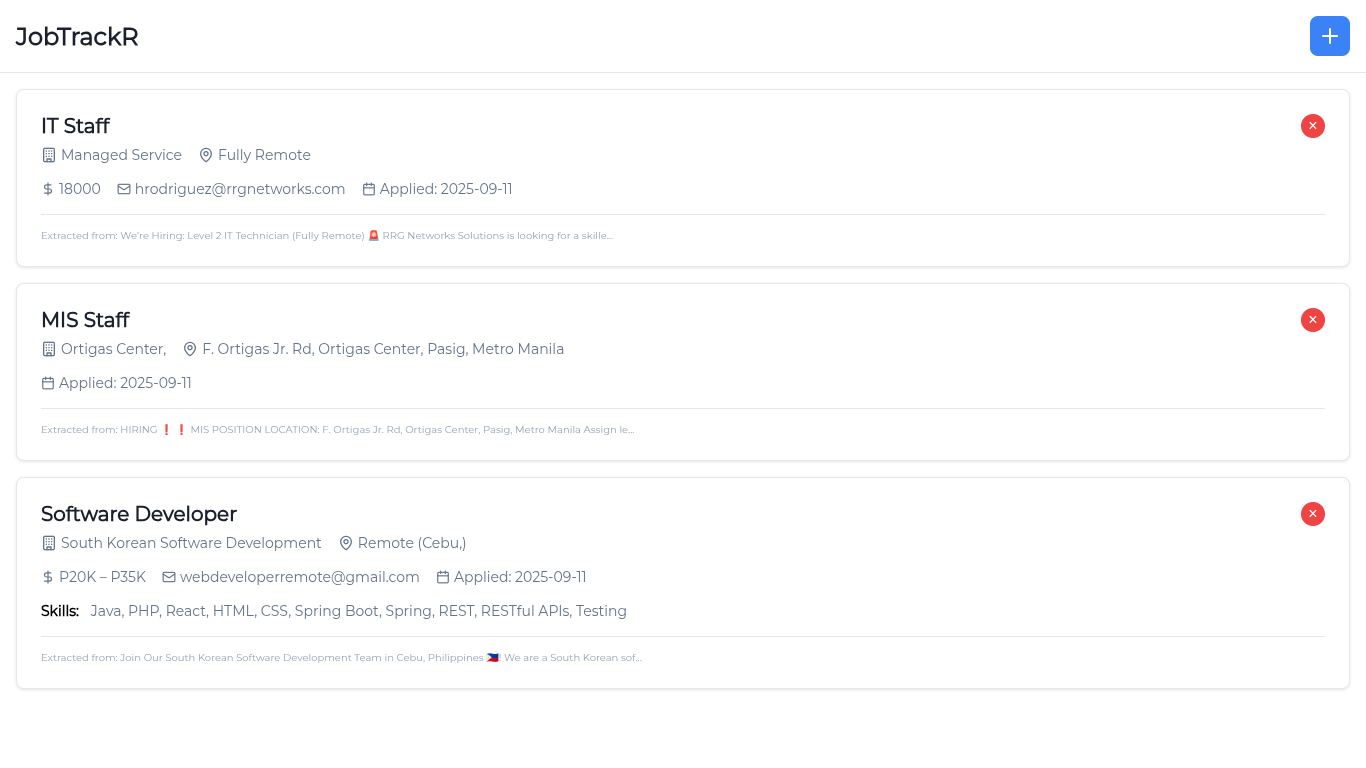 JobTrackR
IT Staff
Managed Service Fully Remote
18000 hrodriguez@rrgnetworks.com Applied: 2025-09-11
Extracted from: We're Hiring: Level 2 IT Technician (Fully Remote) 🚨 RRG Networks Solutions is looking for a skille...
MIS Staff
Ortigas Center, F. Ortigas Jr. Rd, Ortigas Center, Pasig, Metro Manila
Applied: 2025-09-11
Extracted from: HIRING ❗ ❗ MIS POSITION LOCATION: F. Ortigas Jr. Rd, Ortigas Center, Pasig, Metro Manila Assign le...
Software Developer
South Korean Software Development Remote (Cebu,)
P20K – P35K webdeveloperremote@gmail.com Applied: 2025-09-11
Skills: Java, PHP, React, HTML, CSS, Spring Boot, Spring, REST, RESTful APIs, Testing
Extracted from: Join Our South Korean Software Development Team in Cebu, Philippines 🇵🇭! We are a South Korean sof...